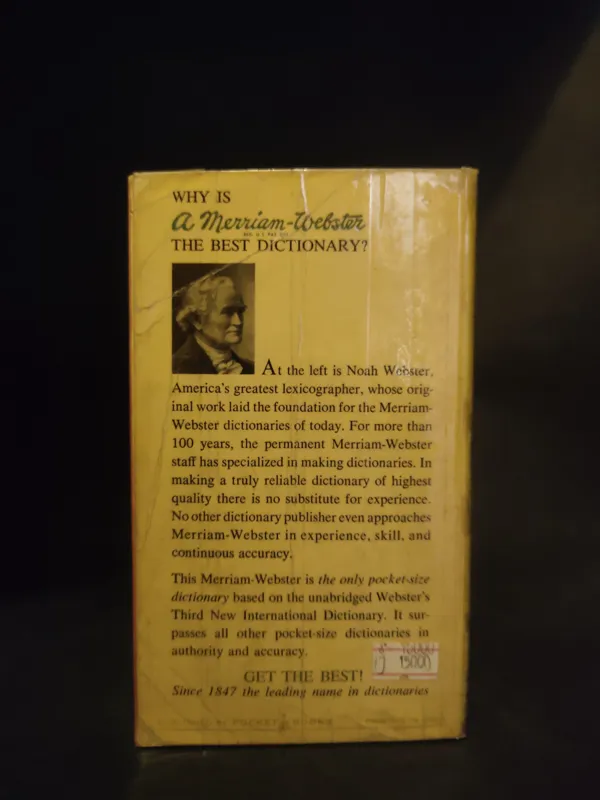 WHY IS
A Merriam-Webster
THE BEST DICTIONARY?
At the left is Noah Webster,
America's greatest lexicographer, whose orig-
inal work laid the foundation for the Merriam-
Webster dictionaries of today. For more than
100 years, the permanent Merriam-Webster
staff has specialized in making dictionaries. In
making a truly reliable dictionary of highest
quality there is no substitute for experience.
No other dictionary publisher even approaches
Merriam-Webster in experience, skill, and
continuous accuracy.
This Merriam-Webster is the only pocket-size
dictionary based on the unabridged Webster's
Third New International Dictionary. It sur-
passes all other pocket-size dictionaries in
authority and accuracy.
15000
GET THE BEST!
Since 1847 the leading name in dictionaries